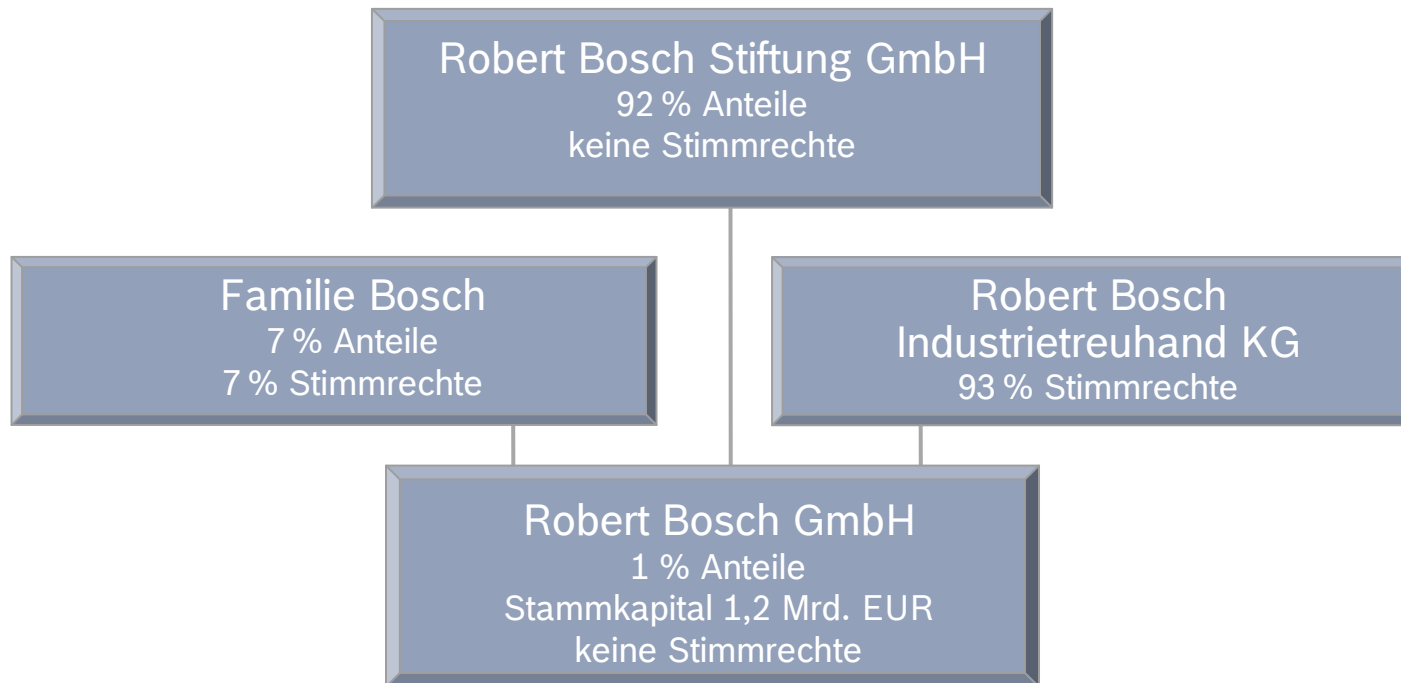 Robert Bosch Stiftung GmbH
92 % Anteile
keine Stimmrechte
Familie Bosch
7 % Anteile
7 % Stimmrechte
Robert Bosch
Industrietreuhand KG
93 % Stimmrechte
Robert Bosch GmbH
1 % Anteile
Stammkapital 1,2 Mrd. EUR
keine Stimmrechte